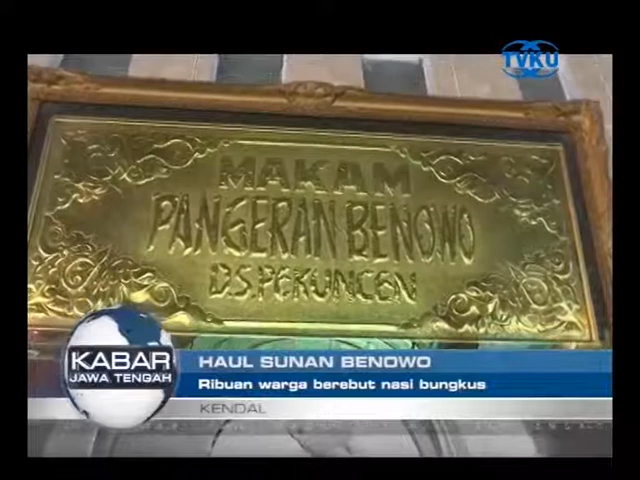 TVKU
MAKAM
PANGERAN BENOWO
DS.PEKUNCEN
KABAR
JAWA TENGAH
HAUL SUNAN BENOWO
Ribuan warga berebut nasi bungkus
KENDAL